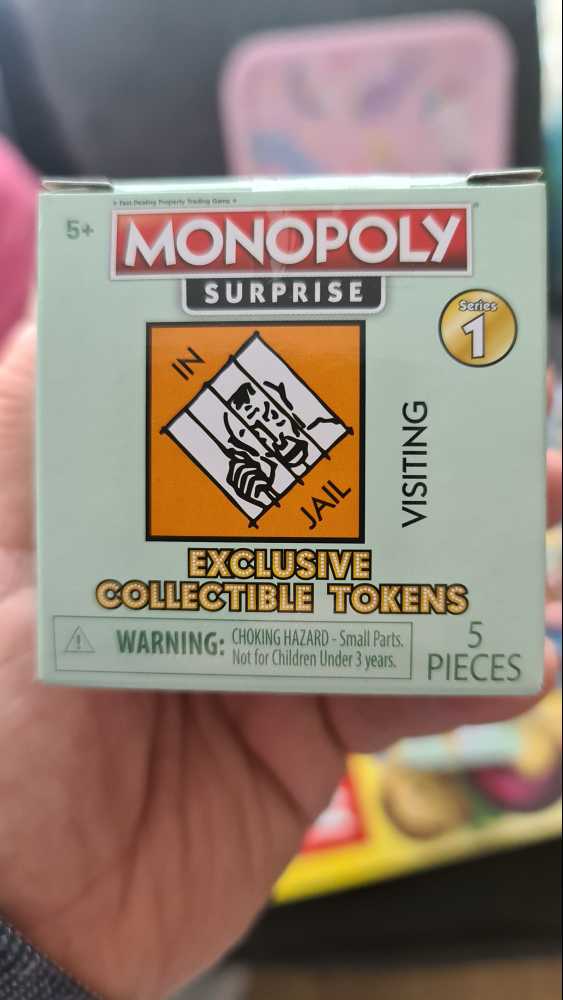 • Fast-Dealing Property Trading Game •
5+
MONOPOLY®
SURPRISE
Series
1
IN
JAIL
VISITING
EXCLUSIVE
COLLECTIBLE TOKENS
WARNING: CHOKING HAZARD - Small Parts.
Not for Children Under 3 years.
5
PIECES